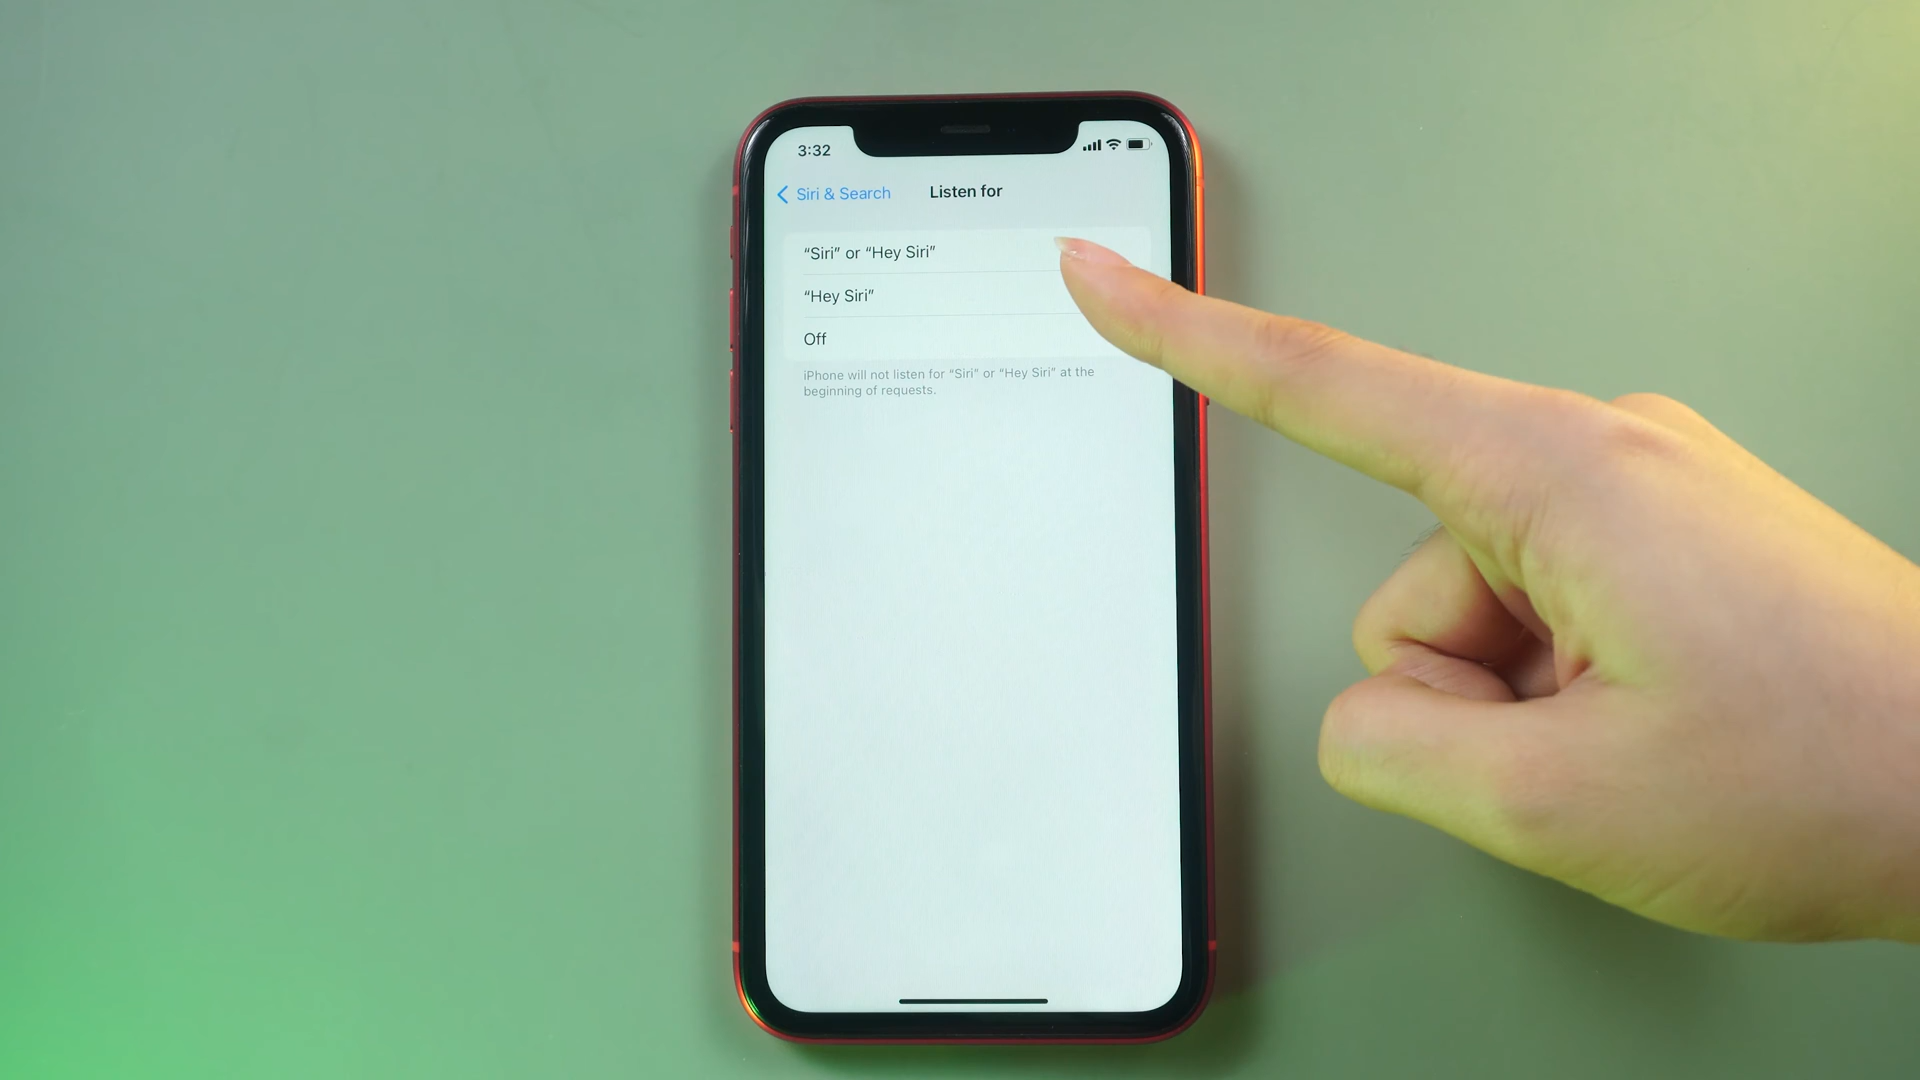 3:32
Siri & Search
Listen for
“Siri” or “Hey Siri”
“Hey Siri”
Off
iPhone will not listen for “Siri” or “Hey Siri” at the
beginning of requests.